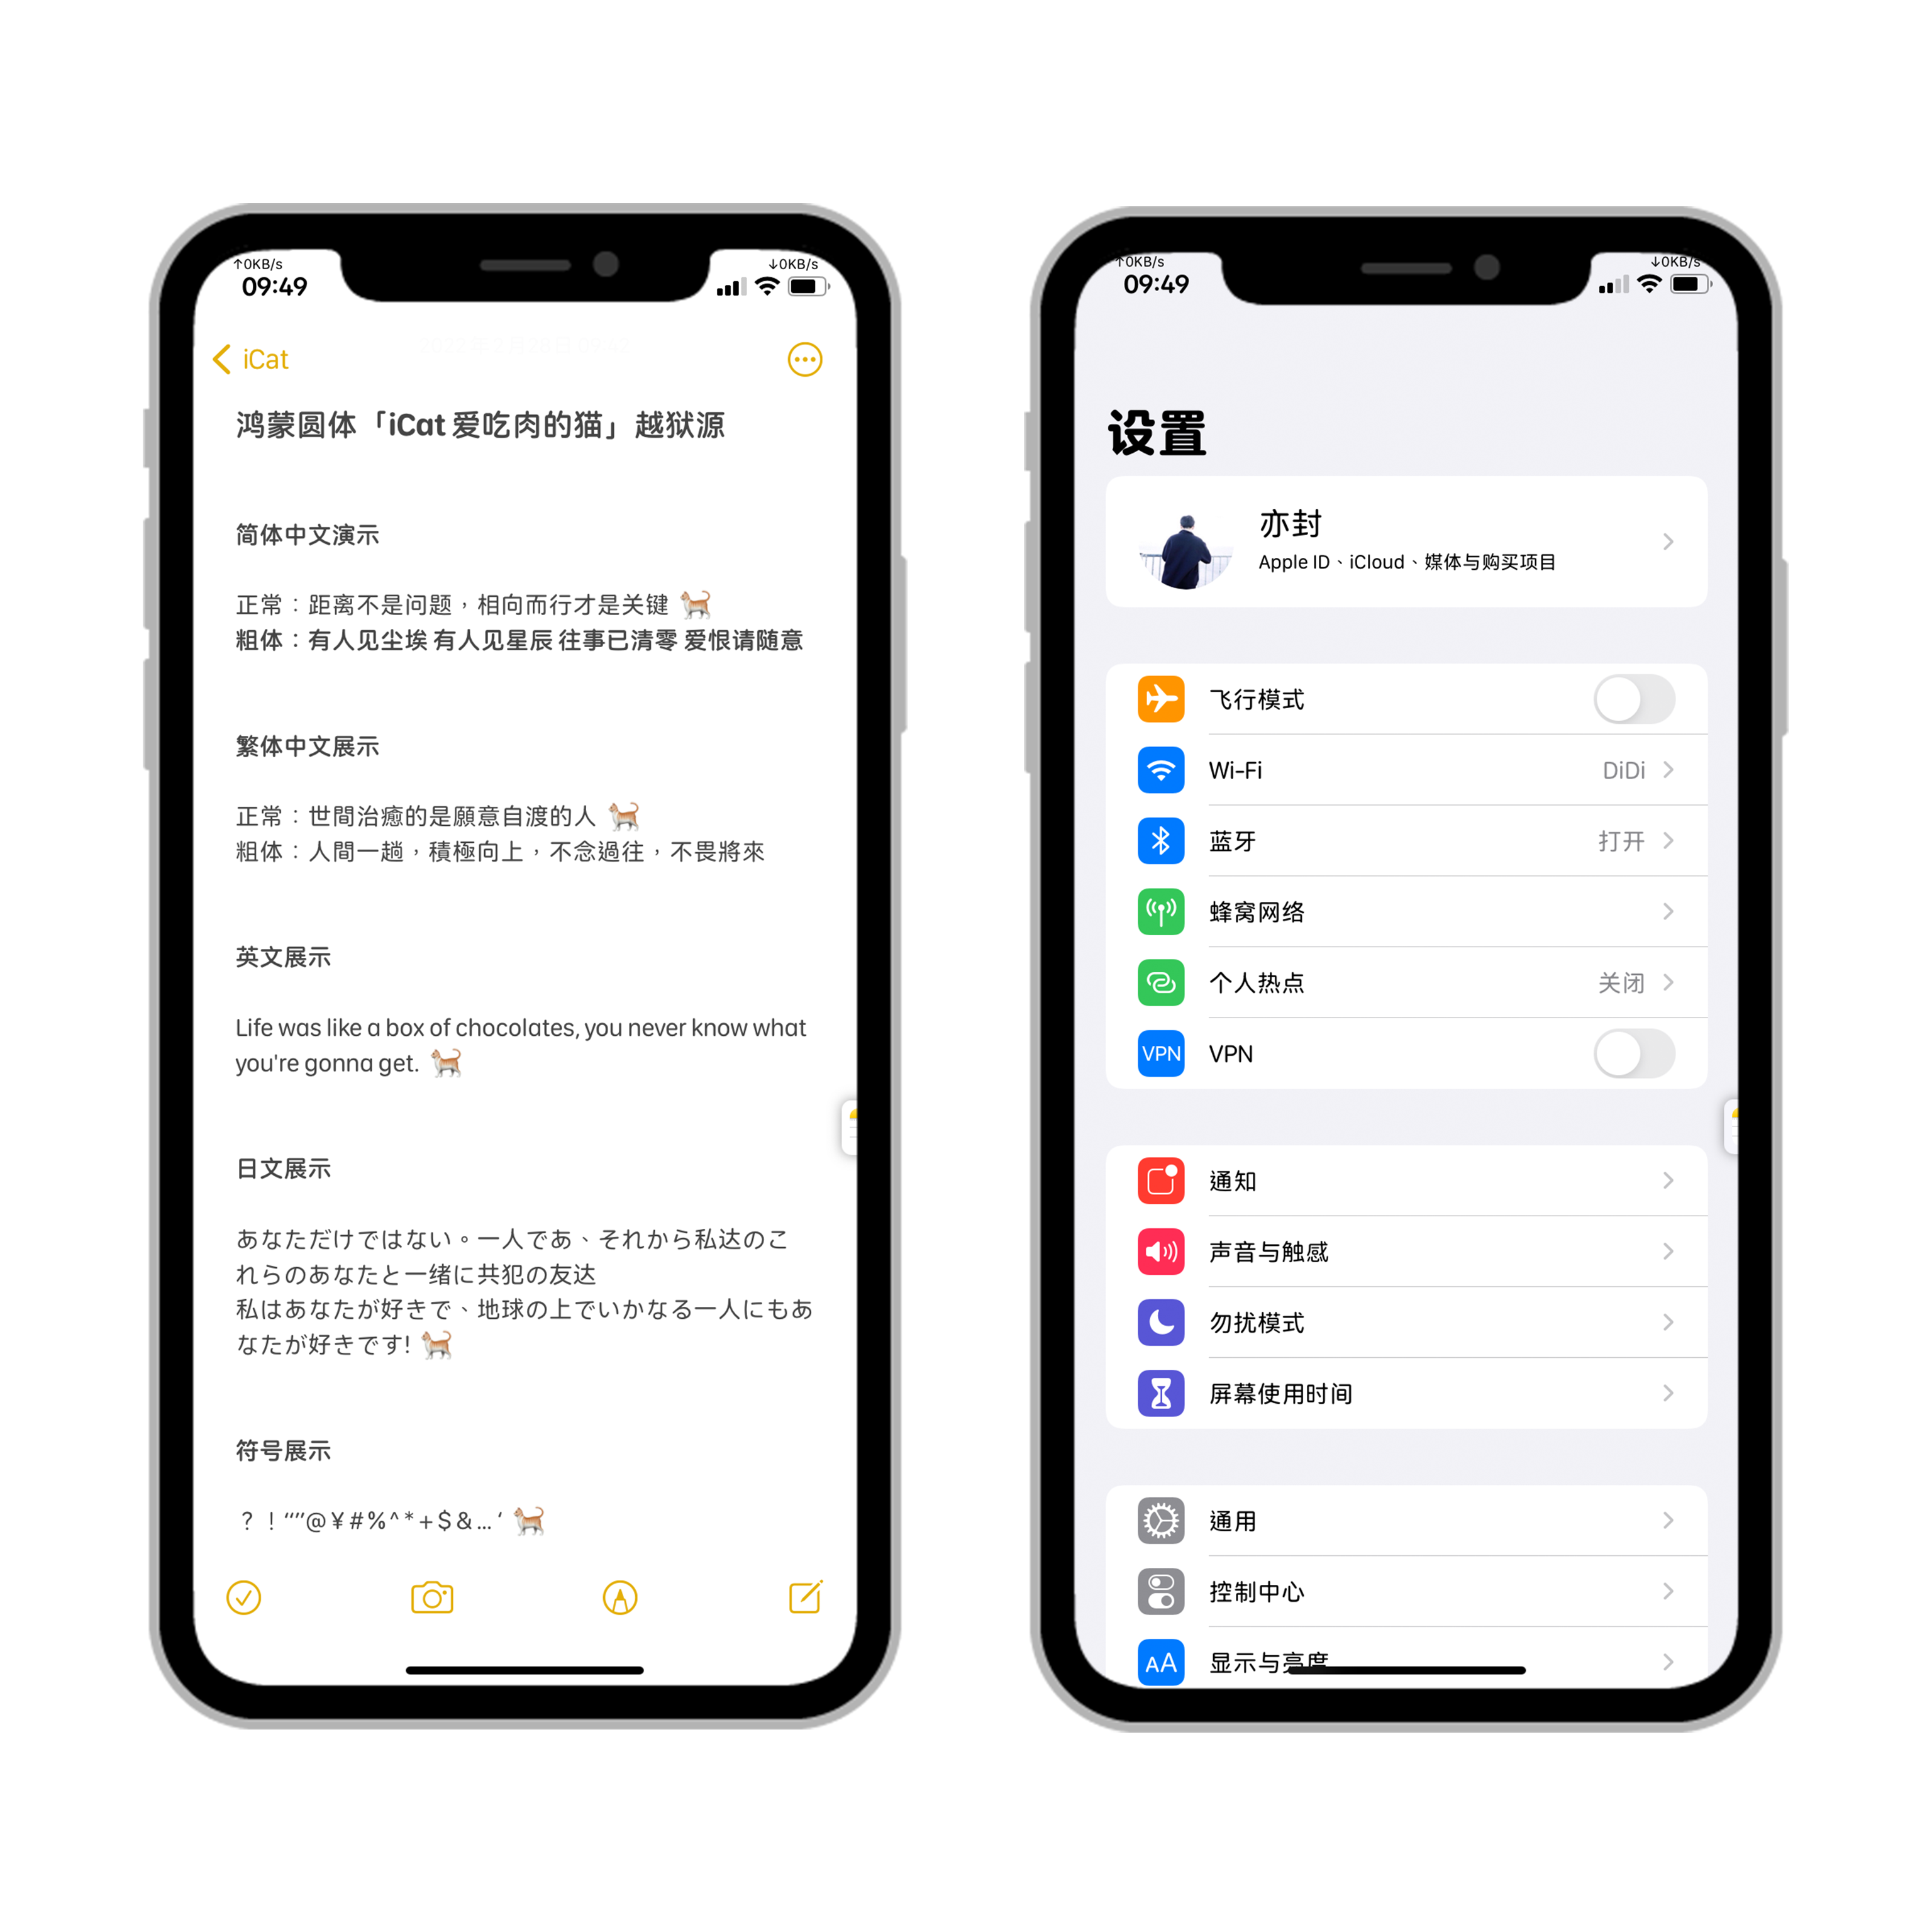 ↑0KB/s
↓0KB/s
09:49
iCat
鸿蒙圆体「iCat 爱吃肉的猫」越狱源
简体中文演示
正常：距离不是问题，相向而行才是关键
粗体：有人见尘埃 有人见星辰 往事已清零 爱恨请随意
繁体中文展示
正常：世間治癒的是願意自渡的人
粗体：人間一趟，積極向上，不念過往，不畏將來
英文展示
Life was like a box of chocolates, you never know what
you're gonna get.
日文展示
あなただけではない。一人であ、それから私达のこ
れらのあなたと一绪に共犯の友达
私はあなたが好きで、地球の上でいかなる一人にもあ
なたが好きです!
符号展示
？！“”"@¥#%^*+$&…‘
↑0KB/s
↓0KB/s
09:49
设置
亦封
Apple ID、iCloud、媒体与购买项目
飞行模式
Wi-Fi DiDi
蓝牙 打开
蜂窝网络
个人热点 关闭
VPN VPN
通知
声音与触感
勿扰模式
屏幕使用时间
通用
控制中心
AA 显示与亮度